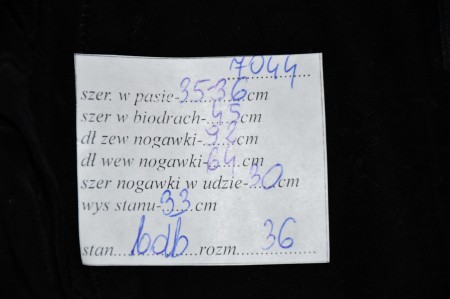 7044
szer. w pasie-35-36cm
szer w biodrach-45cm
dł zew nogawki-92cm
dł wew nogawki-64cm
szer nogawki w udzie-30cm
wys stanu-33cm
stan....bdb....rozm....36